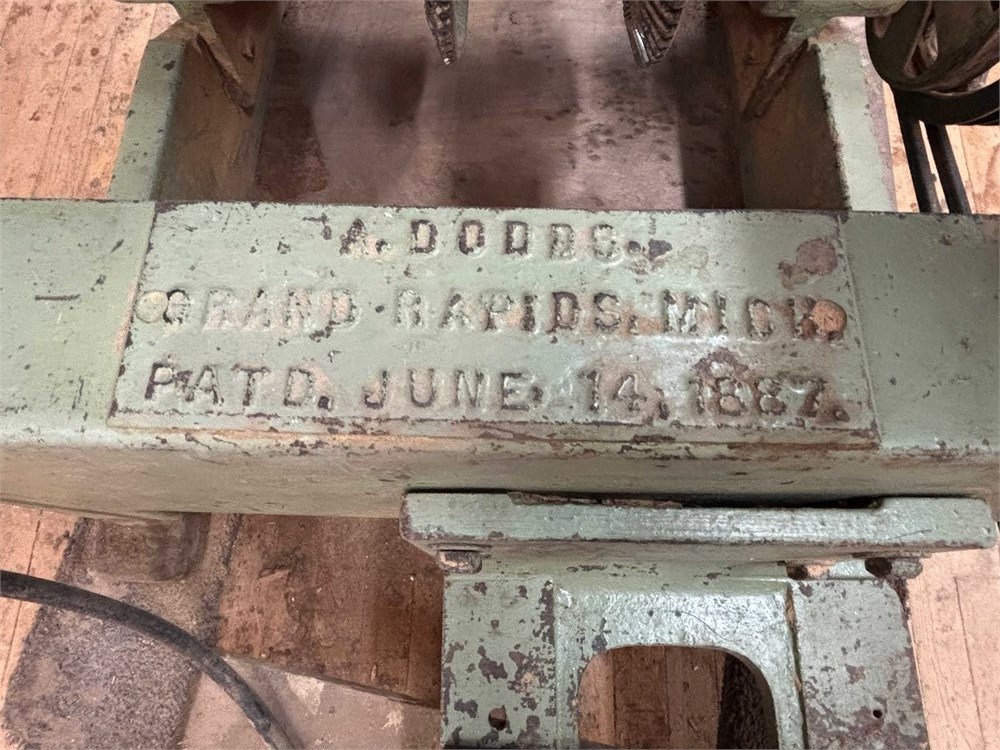 A. DODDS.
GRAND RAPIDS, MICH.
PAT'D. JUNE. 14, 1887.